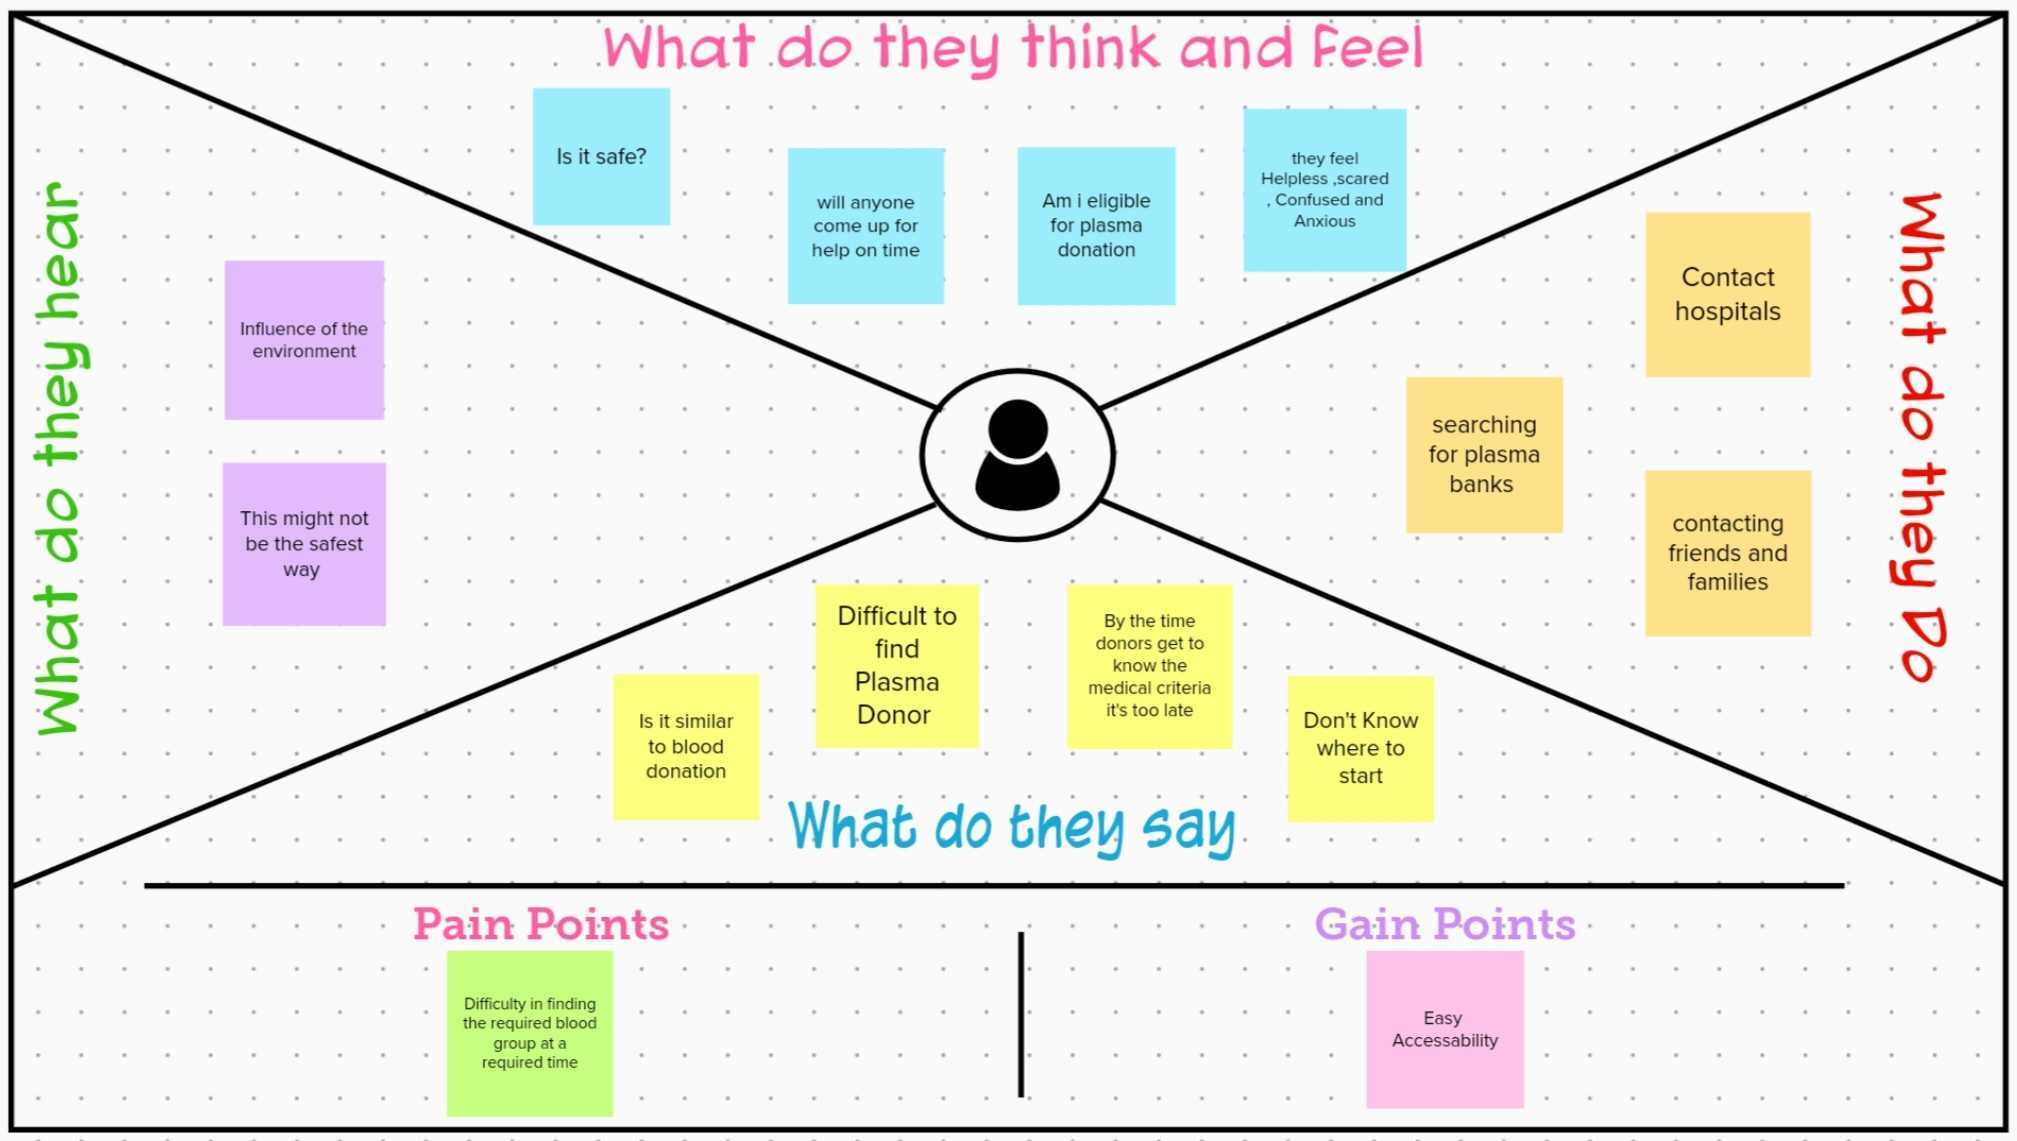 What do they think and Feel
Is it safe?
will anyone
come up for
help on time
Am i eligible
for plasma
donation
they feel
Helpless ,scared
, Confused and
Anxious
What do they hear
Influence of the
environment
This might not
be the safest
way
What do they Do
Contact
hospitals
searching
for plasma
banks
contacting
friends and
families
Is it similar
to blood
donation
Difficult to
find
Plasma
Donor
By the time
donors get to
know the
medical criteria
it's too late
Don't Know
where to
start
What do they say
Pain Points
Difficulty in finding
the required blood
group at a
required time
Gain Points
Easy
Accessability